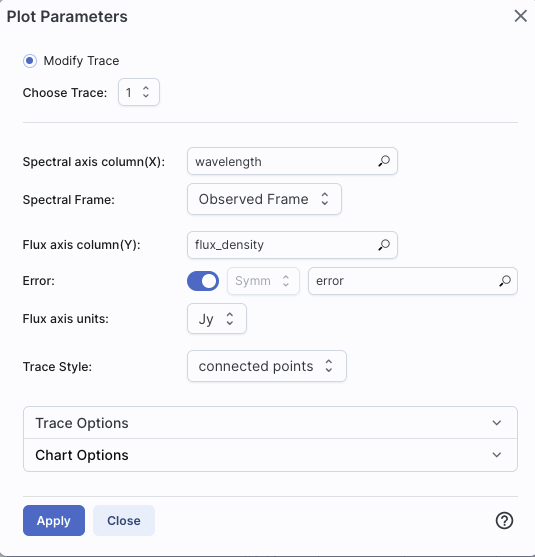 Plot Parameters
Modify Trace
Choose Trace: 1
Spectral axis column(X): wavelength
Spectral Frame: Observed Frame
Flux axis column(Y): flux_density
Error: Symm error
Flux axis units: Jy
Trace Style: connected points
Trace Options
Chart Options
Apply Close